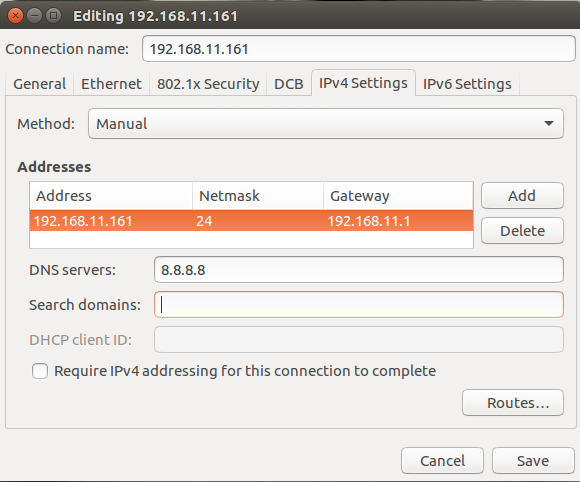 Editing 192.168.11.161
Connection name: 192.168.11.161
General Ethernet 802.1x Security DCB IPv4 Settings IPv6 Settings
Method: Manual
Addresses
Address Netmask Gateway Add
192.168.11.161 24 192.168.11.1 Delete
DNS servers: 8.8.8.8
Search domains:
DHCP client ID:
Require IPv4 addressing for this connection to complete
Routes...
Cancel Save